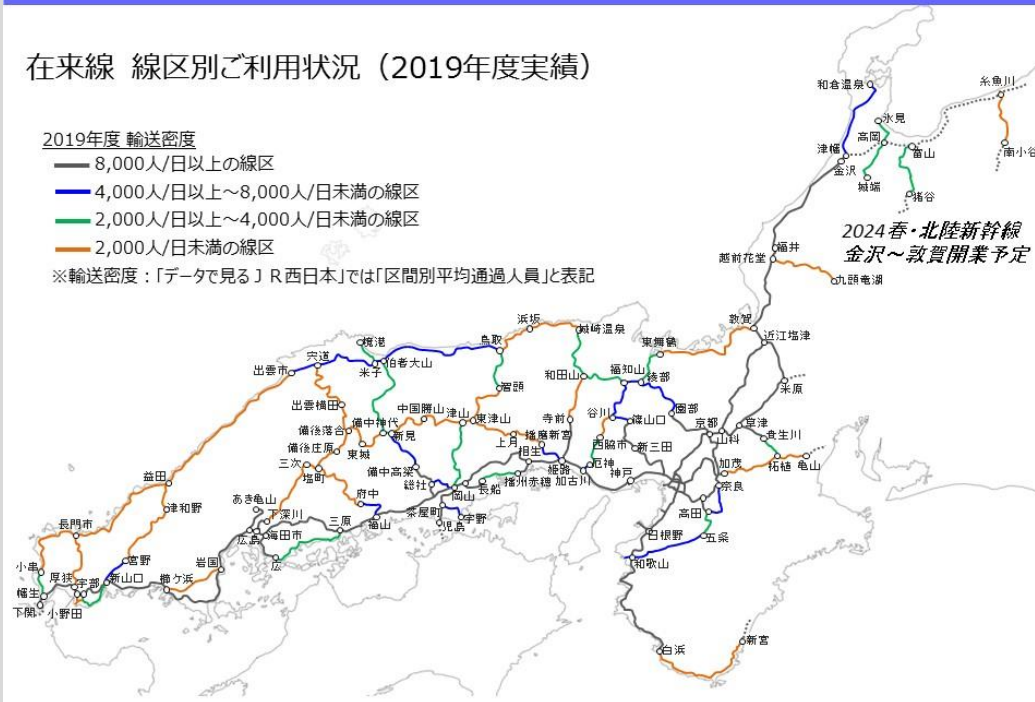 在来線 線区別ご利用状況（2019年度実績）
2019年度 輸送密度
8,000人/日以上の線区
4,000人/日以上～8,000人/日未満の線区
2,000人/日以上～4,000人/日未満の線区
2,000人/日未満の線区
※輸送密度：「データで見るＪＲ西日本」では「区間別平均通過人員」と表記
和倉温泉
糸魚川
氷見
高岡
津幡
富山
金沢
南小谷
城端
猪谷
2024春・北陸新幹線
金沢～敦賀開業予定
福井
越前花堂
九頭竜湖
敦賀
近江塩津
浜坂
城崎温泉
東舞鶴
鳥取
境港
宍道
伯耆大山
米子
出雲市
智頭
和田山
福知山
綾部
米原
出雲横田
中国勝山
津山
東津山
寺前
谷川
篠山口
園部
京都
草津
山科
貴生川
備後落合
備中神代
新見
上月
播磨新宮
西脇市
新三田
備後庄原
東城
三次
塩町
備中高梁
相生
姫路
加古川
厄神
神戸
加茂
柘植
亀山
益田
総社
岡山
長船
播州赤穂
奈良
津和野
あき亀山
下深川
府中
福山
茶屋町
児島
宇野
高田
長門市
三原
広島
海田市
日根野
五条
小串
宮野
岩国
広
和歌山
厚狭
宇部
新山口
櫛ケ浜
幡生
下関
小野田
白浜
新宮